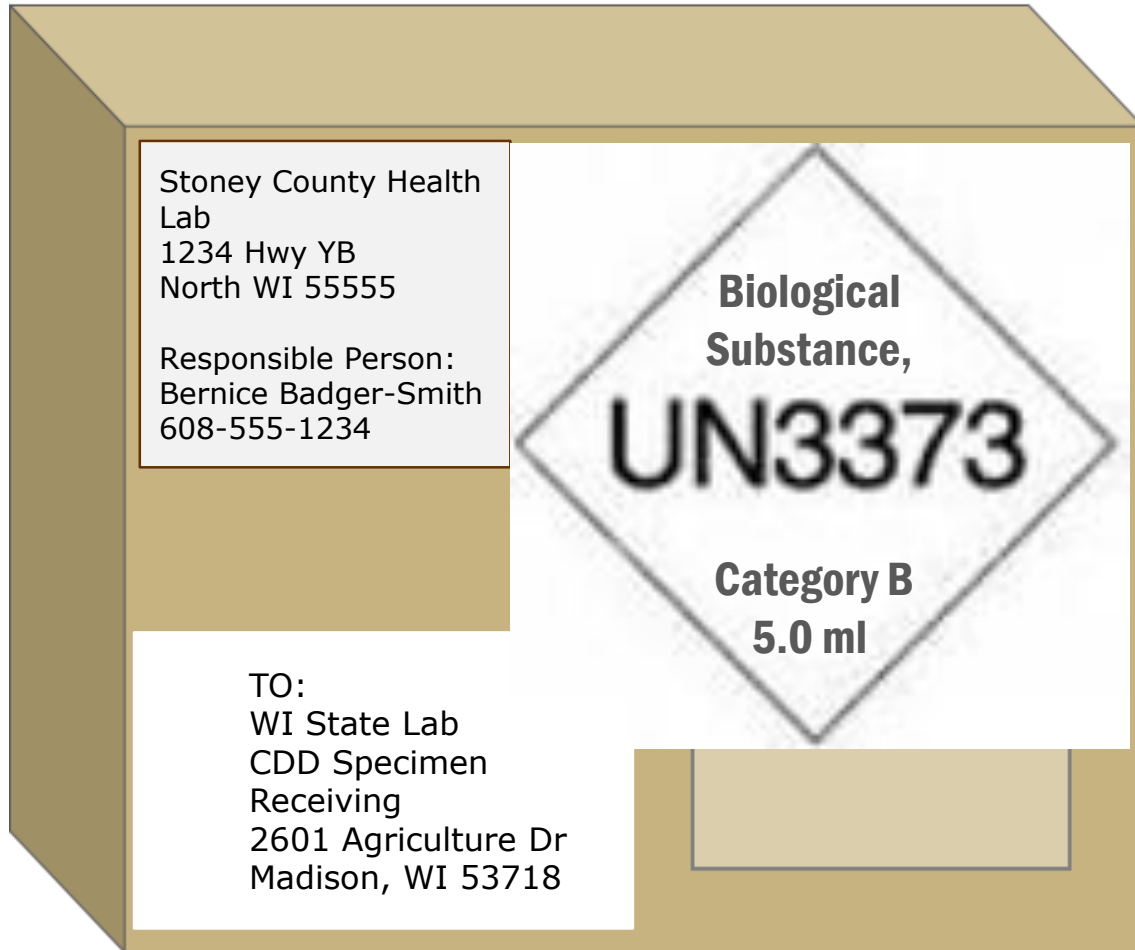 Stoney County Health
Lab
1234 Hwy YB
North WI 55555
Responsible Person:
Bernice Badger-Smith
608-555-1234
Biological
Substance,
UN3373
Category B
5.0 ml
TO:
WI State Lab
CDD Specimen
Receiving
2601 Agriculture Dr
Madison, WI 53718